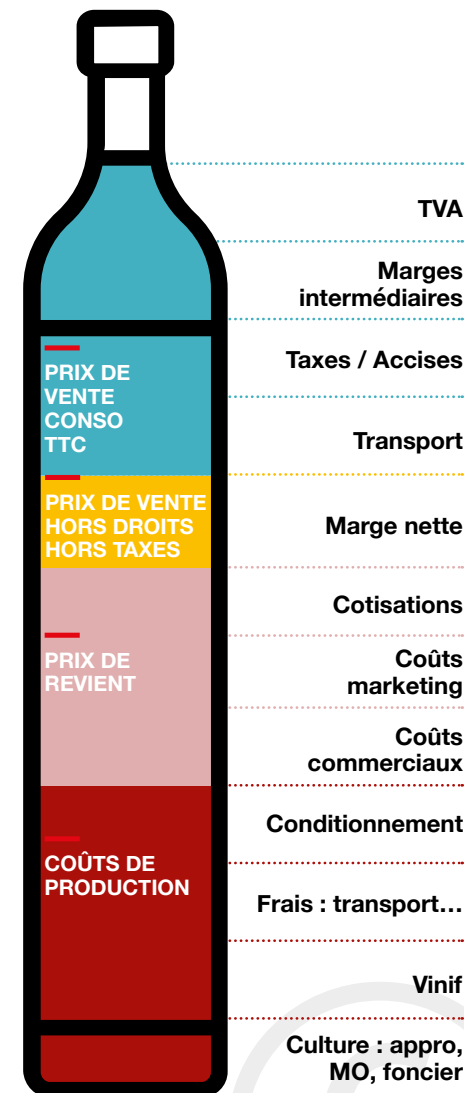 TVA
Marges
intermédiaires
PRIX DE
VENTE
CONSO
TTC
Taxes / Accises
Transport
PRIX DE VENTE
HORS DROITS
HORS TAXES
Marge nette
Cotisations
PRIX DE
REVIENT
Coûts
marketing
Coûts
commerciaux
Conditionnement
COÛTS DE
PRODUCTION
Frais : transport…
Vinif
Culture : appro,
MO, foncier